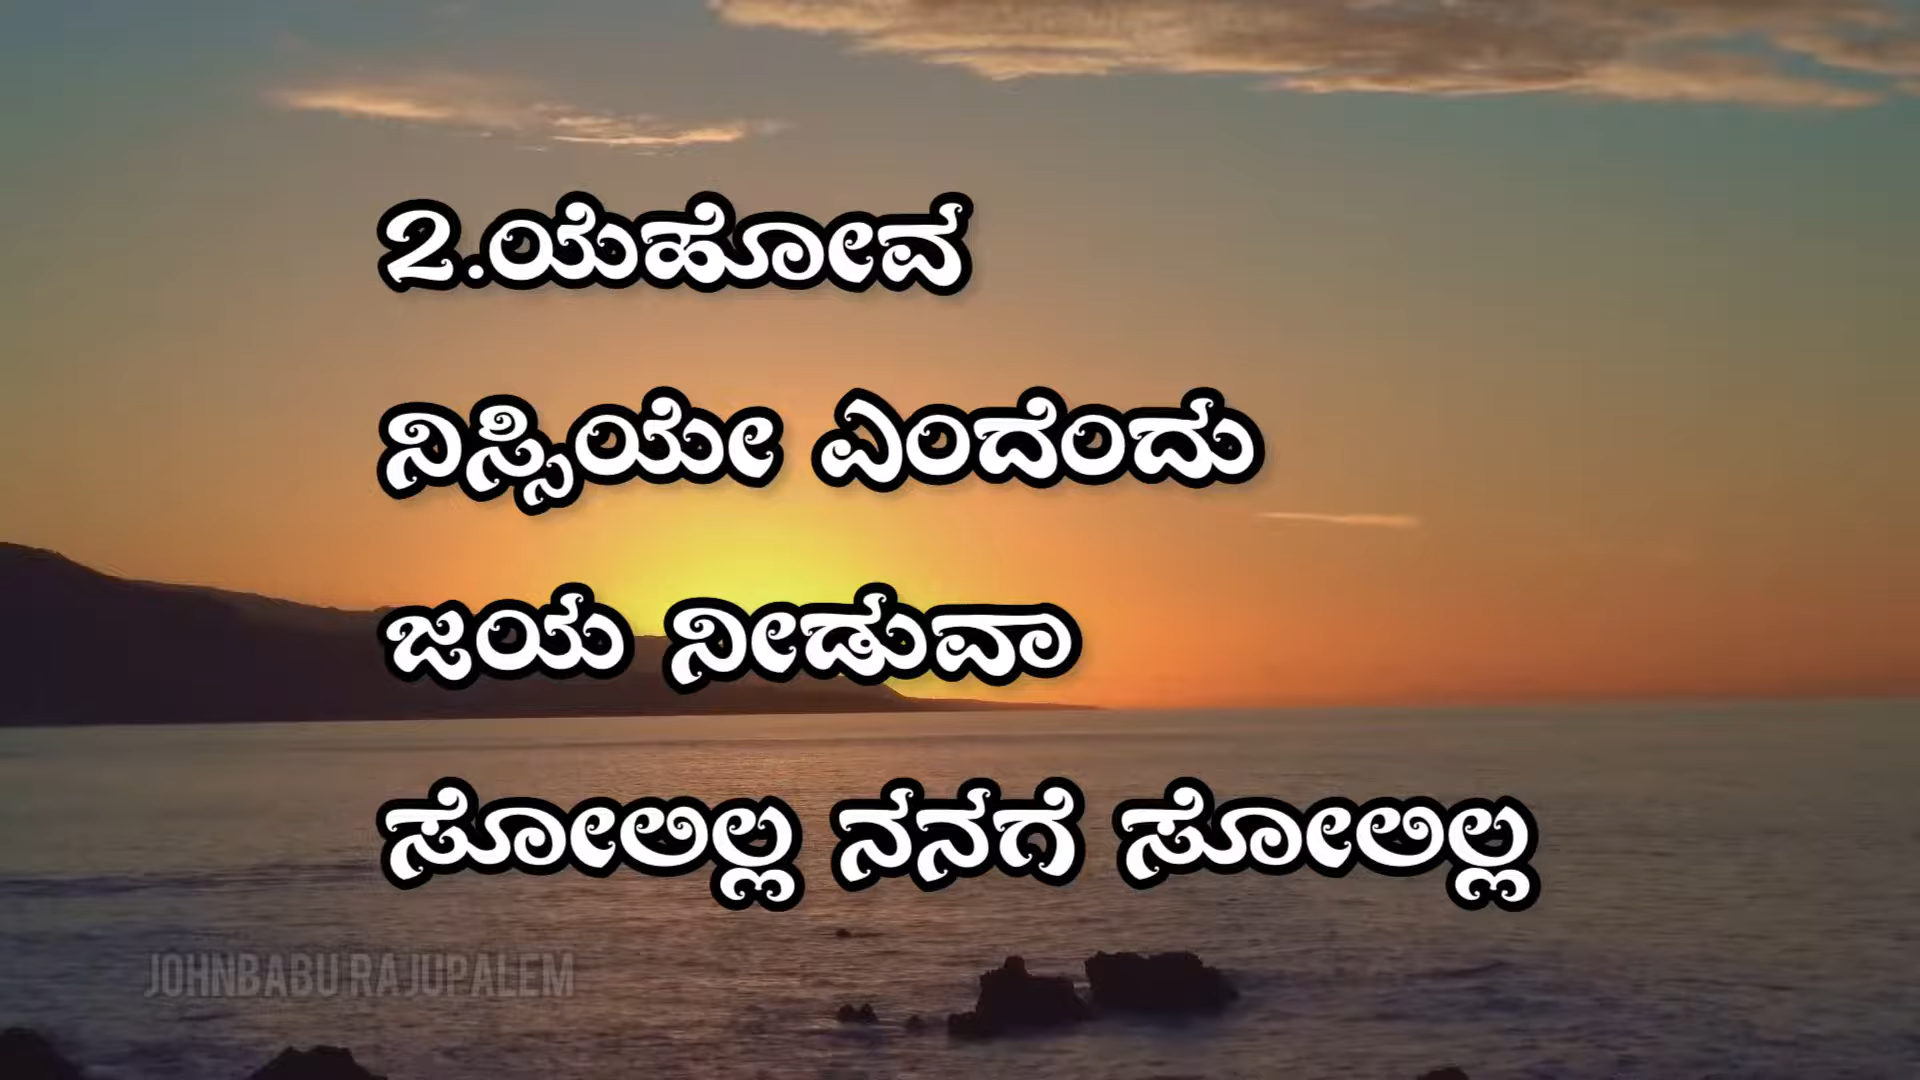 2.ಯೆಹೋವ
ನಿಸ್ಸಿಯೇ ಎಂದೆಂದು
ಜಯ ನೀಡುವಾ
ಸೋಲಿಲ್ಲ ನನಗೆ ಸೋಲಿಲ್ಲ
JOHNBABU RAJUPALEM